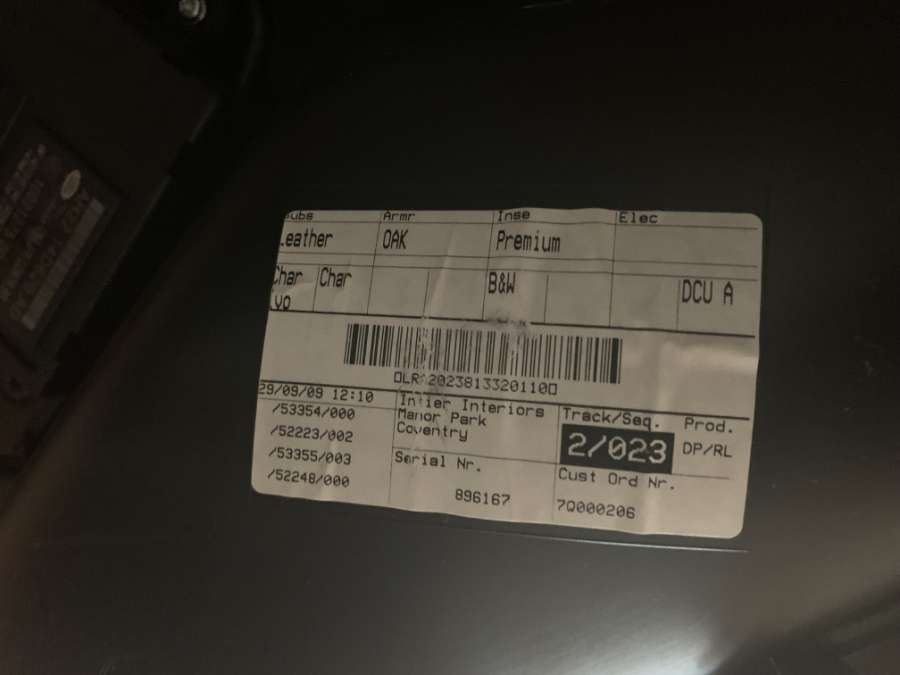 Subs Armr Inse Elec
Leather OAK Premium
Char Char B&W DCU A
29/09/09 12:10
/53354/000
/52223/002
/53355/003
/52248/000
Intier Interiors
Manor Park
Coventry
Serial Nr.
896167
Track/Seq.
2/023
Cust Ord Nr.
7Q000206
Prod.
DP/RL